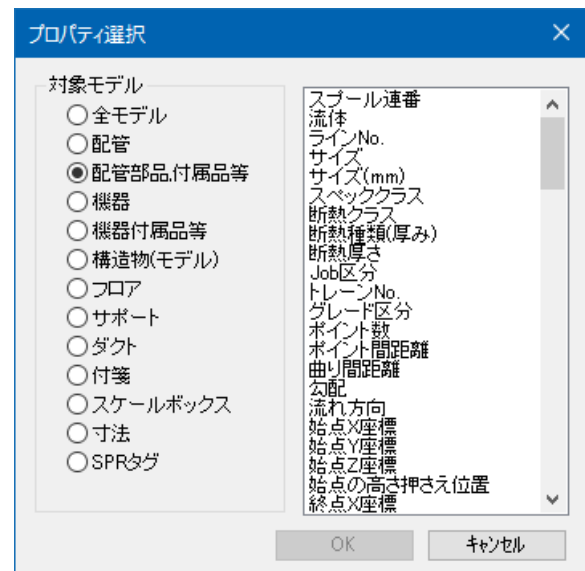 プロパティ選択
対象モデル
全モデル
配管
配管部品,付属品等
機器
機器付属品等
構造物(モデル)
フロア
サポート
ダクト
付箋
スケールボックス
寸法
SPRタグ
スプール連番
流体
ラインNo.
サイズ
サイズ(mm)
スペッククラス
断熱クラス
断熱種類(厚み)
断熱厚さ
Job区分
トレーンNo.
グレード区分
ポイント数
ポイント間距離
曲り間距離
勾配
流れ方向
始点X座標
始点Y座標
始点Z座標
始点の高さ押さえ位置
終点X座標
OK
キャンセル